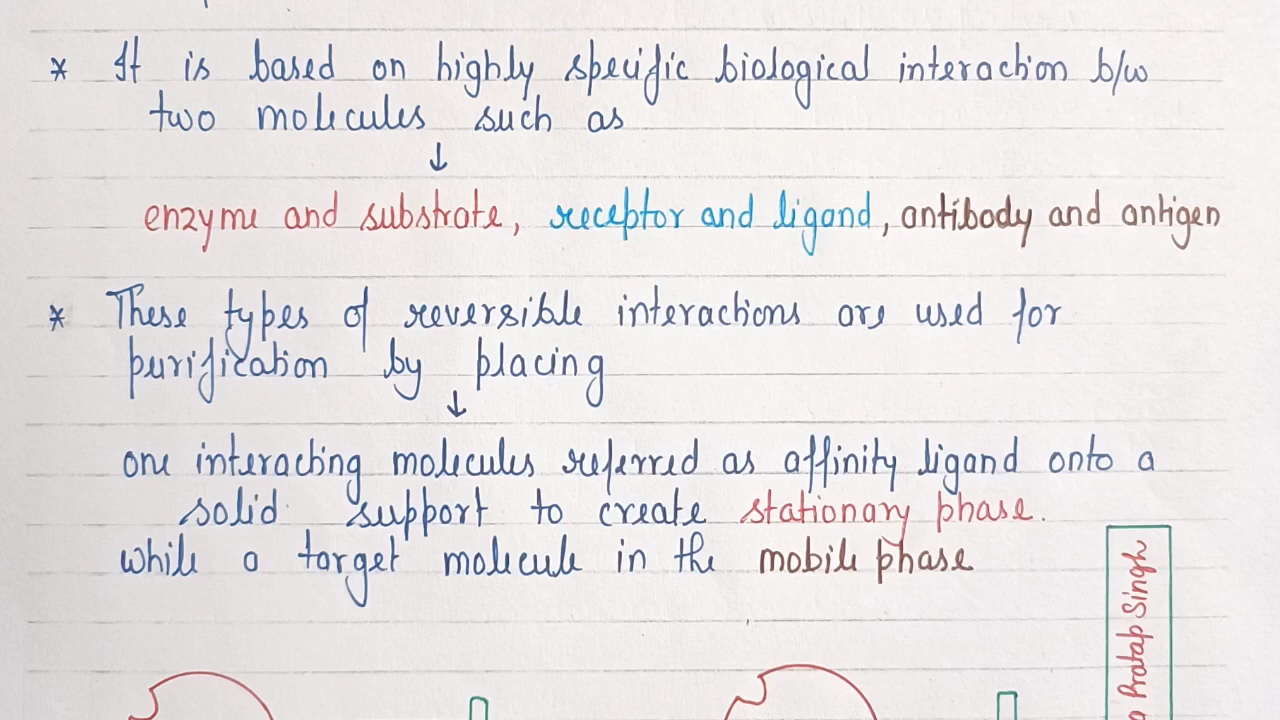 * It is based on highly specific biological interaction b/w
two molecules such as
↓
enzyme and substrate, receptor and ligand, antibody and antigen
* These types of reversible interactions are used for
purification by placing
↓
one interacting molecules referred as affinity ligand onto a
solid support to create stationary phase.
while a target molecule in the mobile phase
Pratap Singh